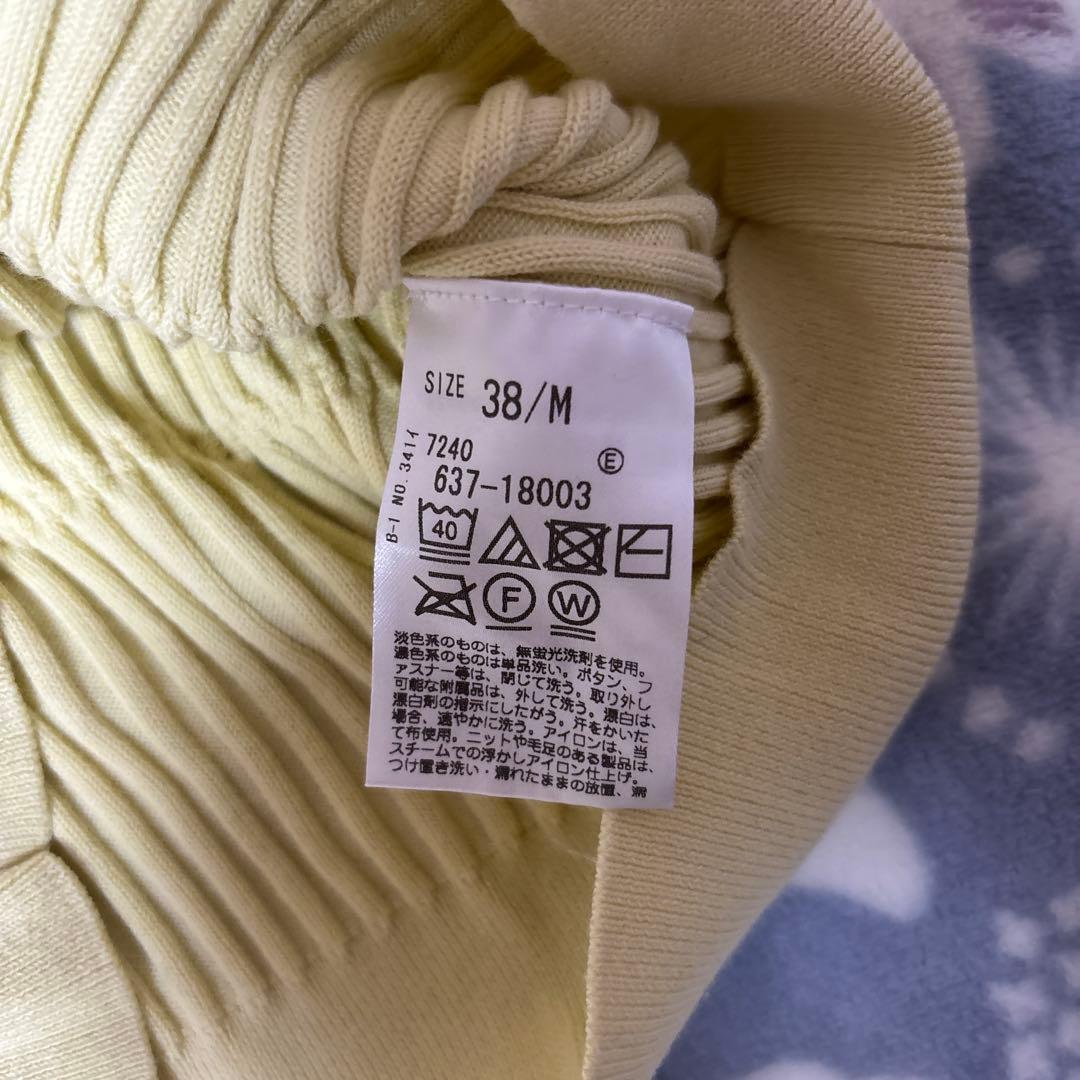 SIZE 38/M
7240
Ⓔ
637-18003
B-I NO.3411
40
F
W
淡色系のものは、無蛍光洗剤を使用。
濃色系のものは単品洗い。ボタン、フ
ァスナー等は、閉じて洗う。取り外し
可能な附属品は、外して洗う。漂白は、
漂白剤の指示にしたがう。汗をかいた
場合、速やかに洗う。アイロンは、当
て布使用。ニットや毛足のある製品は、
スチームでの浮かしアイロン仕上げ。
つけ置き洗い・濡れたままの放置、濡